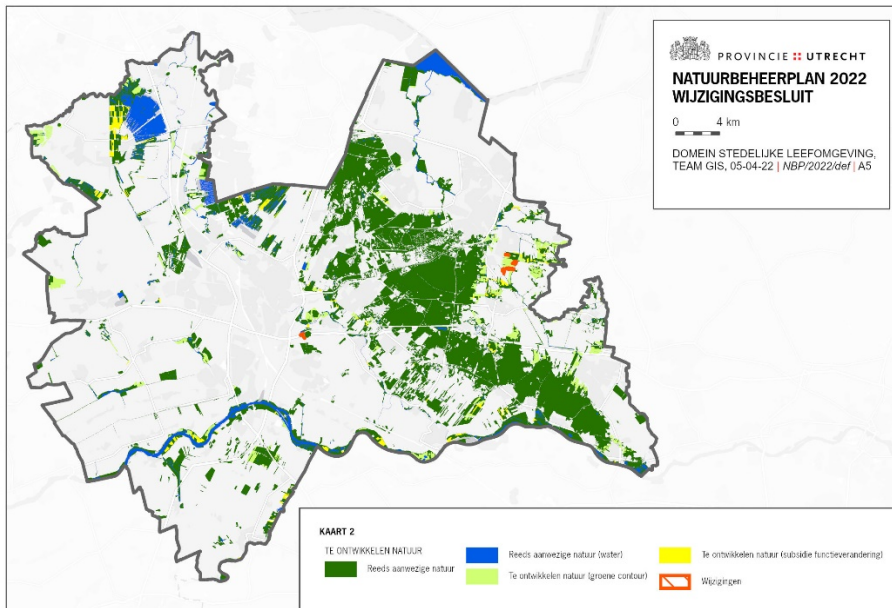 PROVINCIE UTRECHT
NATUURBEHEERPLAN 2022
WIJZIGINGSBESLUIT
0 4 km
DOMEIN STEDELIJKE LEEFOMGEVING,
TEAM GIS, 05-04-22 | NBP/2022/def | A5
KAART 2
TE ONTWIKKELEN NATUUR
Reeds aanwezige natuur
Reeds aanwezige natuur (water)
Te ontwikkelen natuur (groene contour)
Te ontwikkelen natuur (subsidie functieverandering)
Wijzigingen